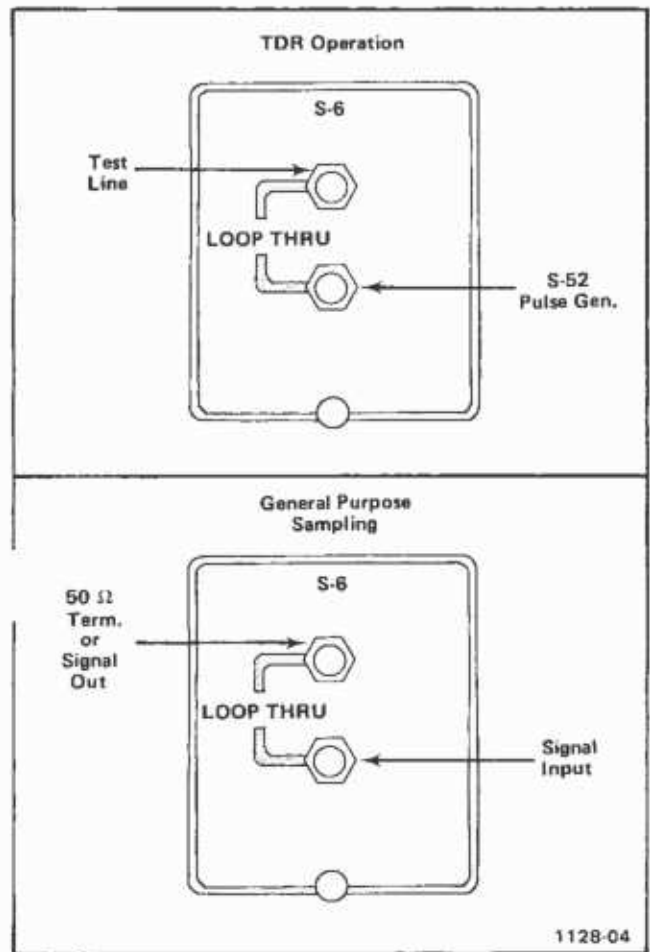 TDR Operation
S-6
Test
Line
LOOP THRU
S-52
Pulse Gen.
General Purpose
Sampling
S-6
50 Ω
Term.
or
Signal
Out
LOOP THRU
Signal
Input
1128-04